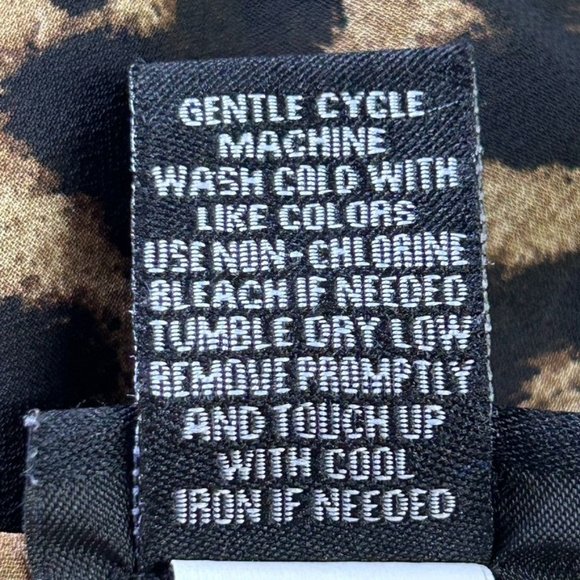 GENTLE CYCLE
MACHINE
WASH COLD WITH
LIKE COLORS
USE NON-CHLORINE
BLEACH IF NEEDED
TUMBLE DRY LOW
REMOVE PROMPTLY
AND TOUCH UP
WITH COOL
IRON IF NEEDED